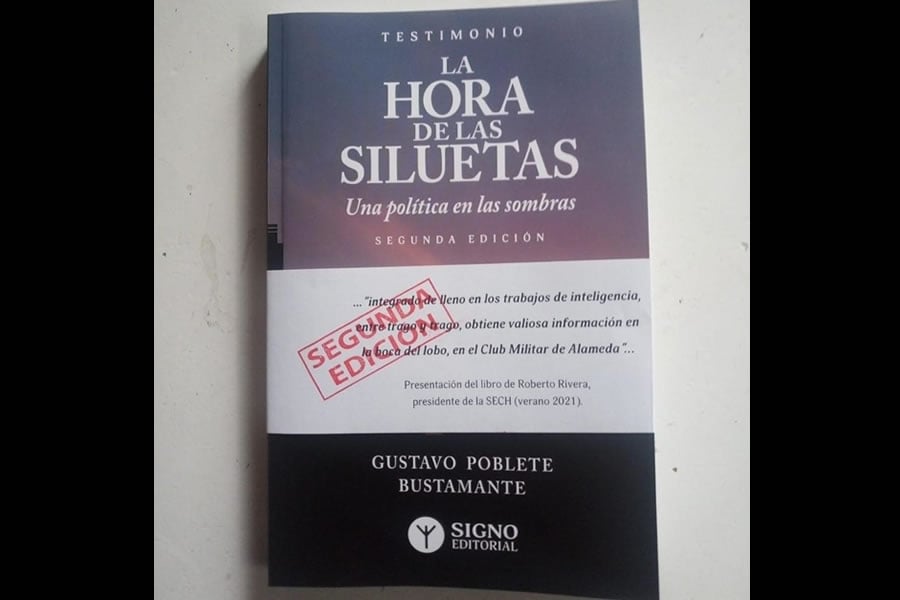 TESTIMONIO
LA
HORA
DE LAS
SILUETAS
Una política en las sombras
SEGUNDA EDICIÓN
..."integrado de lleno en los trabajos de inteligencia,
entre trago y trago, obtiene valiosa información en
la boca del lobo, en el Club Militar de Alameda"...
SEGUNDA
EDICIÓN
Presentación del libro de Roberto Rivera,
presidente de la SECH (verano 2021).
GUSTAVO POBLETE
BUSTAMANTE
SIGNO
EDITORIAL